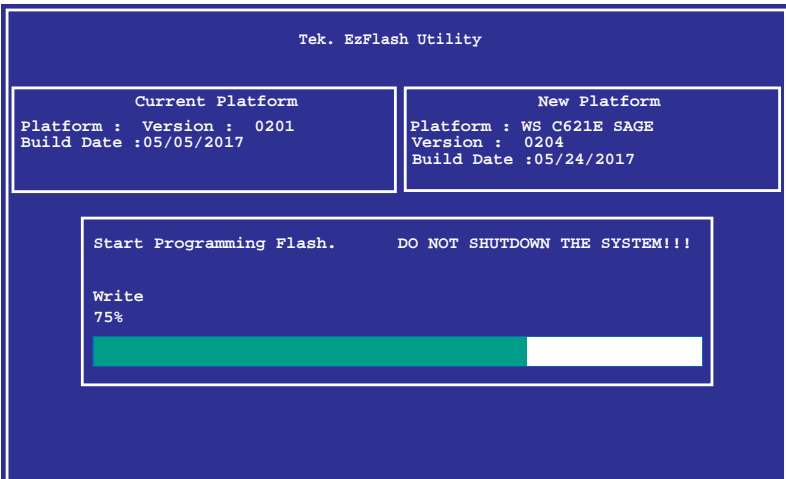 Tek. EzFlash Utility
Current Platform
Platform :  Version :  0201
Build Date :05/05/2017
New Platform
Platform : WS C621E SAGE
Version :  0204
Build Date :05/24/2017
Start Programming Flash.     DO NOT SHUTDOWN THE SYSTEM!!!
Write
75%